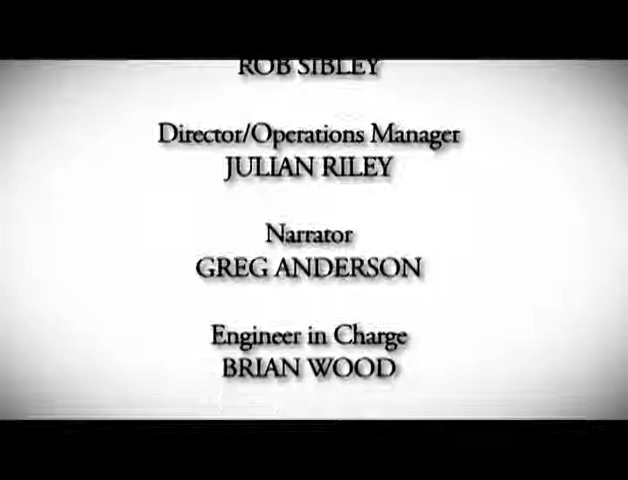 ROB SIBLEY
Director/Operations Manager
JULIAN RILEY
Narrator
GREG ANDERSON
Engineer in Charge
BRIAN WOOD